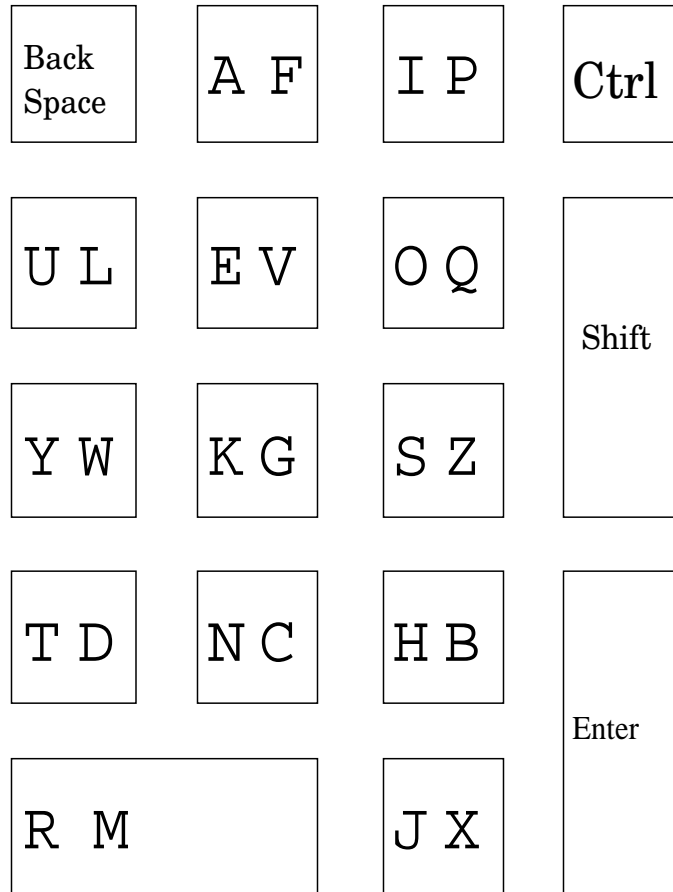 Back
Space
A F
I P
Ctrl
U L
E V
O Q
Shift
Y W
K G
S Z
T D
N C
H B
Enter
R M
J X